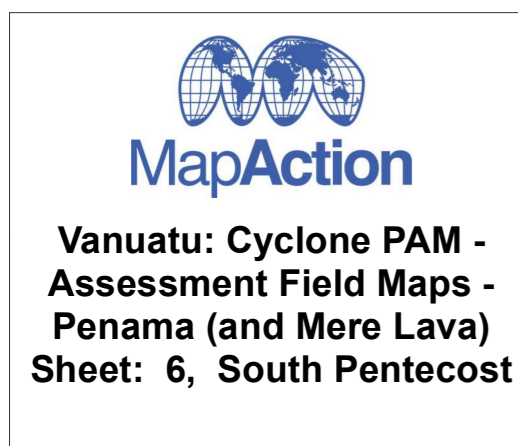 MapAction
Vanuatu: Cyclone PAM -
Assessment Field Maps -
Penama (and Mere Lava)
Sheet: 6, South Pentecost